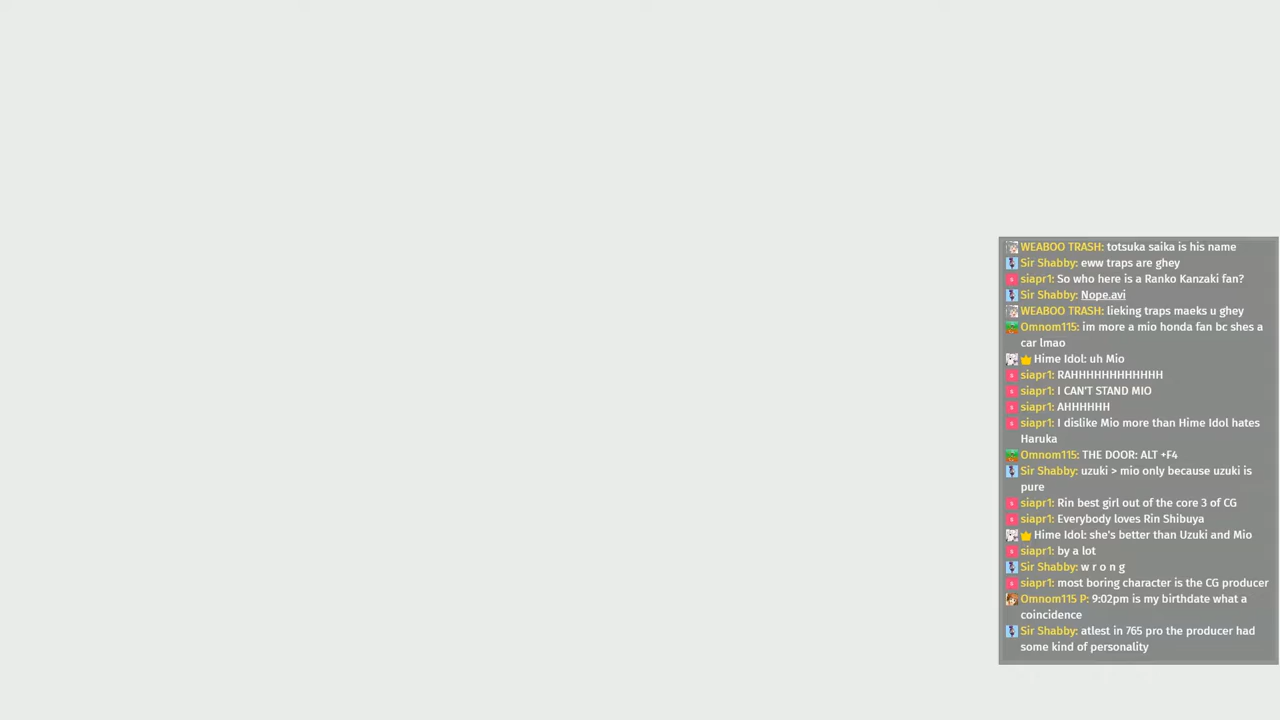 WEABOO TRASH: totsuka saika is his name
Sir Shabby: eww traps are ghey
siapr1: So who here is a Ranko Kanzaki fan?
Sir Shabby: Nope.avi
WEABOO TRASH: lieking traps maeks u ghey
Omnom115: im more a mio honda fan bc shes a
car lmao
Hime Idol: uh Mio
siapr1: RAHHHHHHHHHHHH
siapr1: I CAN'T STAND MIO
siapr1: AHHHHHH
siapr1: I dislike Mio more than Hime Idol hates
Haruka
Omnom115: THE DOOR: ALT +F4
Sir Shabby: uzuki > mio only because uzuki is
pure
siapr1: Rin best girl out of the core 3 of CG
siapr1: Everybody loves Rin Shibuya
Hime Idol: she's better than Uzuki and Mio
siapr1: by a lot
Sir Shabby: w r o n g
siapr1: most boring character is the CG producer
Omnom115 P: 9:02pm is my birthdate what a
coincidence
Sir Shabby: atlest in 765 pro the producer had
some kind of personality